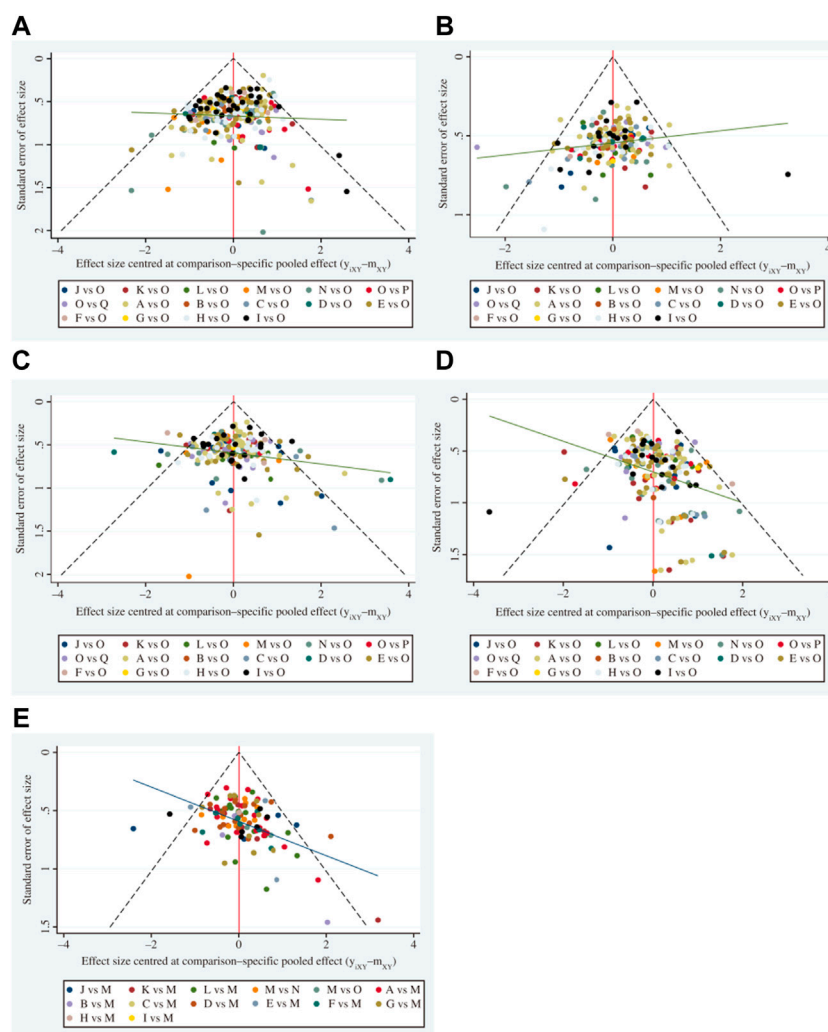 A
Standard error of effect size
0
.5
1
1.5
2
−4 −2 0 2 4
Effect size centred at comparison–specific pooled effect (yiXY–mXY)
J vs O K vs O L vs O M vs O N vs O O vs P
O vs Q A vs O B vs O C vs O D vs O E vs O
F vs O G vs O H vs O I vs O
B
Standard error of effect size
0
.5
1
−2 0 2 4
Effect size centred at comparison–specific pooled effect (yiXY–mXY)
J vs O K vs O L vs O M vs O N vs O O vs P
O vs Q A vs O B vs O C vs O D vs O E vs O
F vs O G vs O H vs O I vs O
C
Standard error of effect size
0
.5
1
1.5
2
−4 −2 0 2 4
Effect size centred at comparison–specific pooled effect (yiXY–mXY)
J vs O K vs O L vs O M vs O N vs O O vs P
O vs Q A vs O B vs O C vs O D vs O E vs O
F vs O G vs O H vs O I vs O
D
Standard error of effect size
0
.5
1
1.5
−4 −2 0 2 4
Effect size centred at comparison–specific pooled effect (yiXY–mXY)
J vs O K vs O L vs O M vs O N vs O O vs P
O vs Q A vs O B vs O C vs O D vs O E vs O
F vs O G vs O H vs O I vs O
E
Standard error of effect size
0
.5
1
1.5
−4 −2 0 2 4
Effect size centred at comparison–specific pooled effect (yiXY–mXY)
J vs M K vs M L vs M M vs N M vs O A vs M
B vs M C vs M D vs M E vs M F vs M G vs M
H vs M I vs M